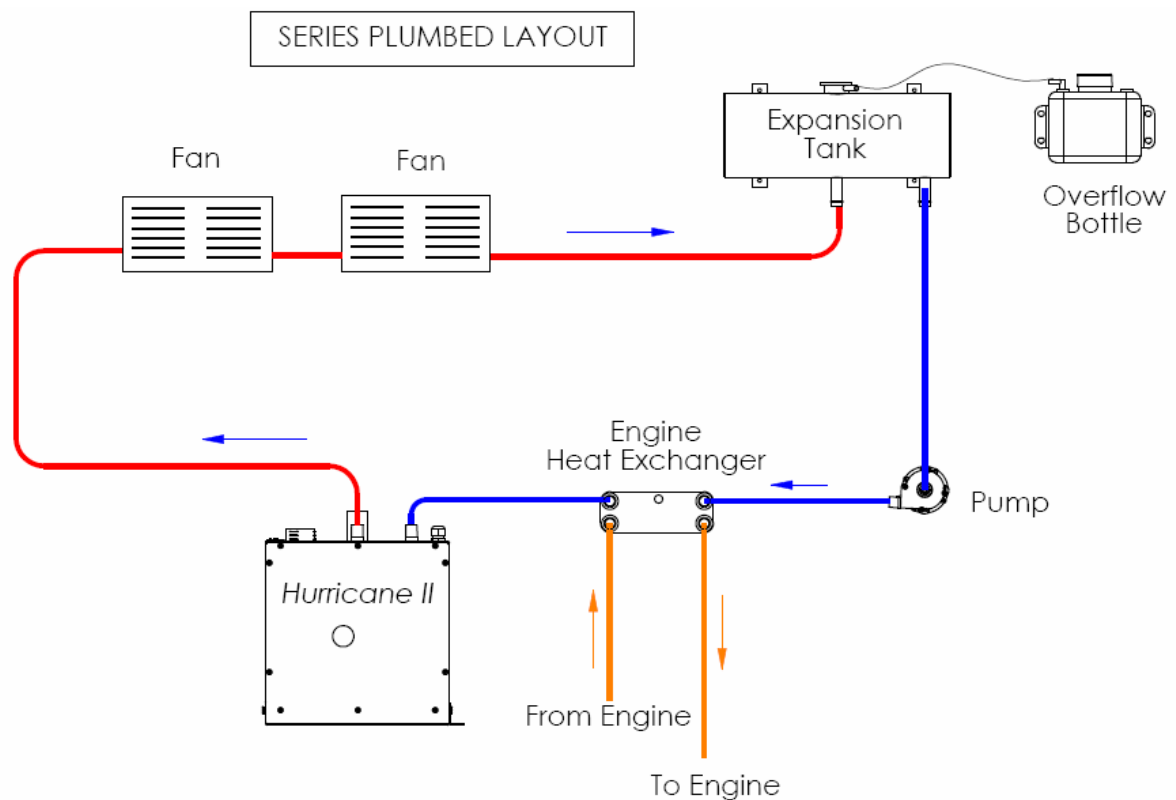 SERIES PLUMBED LAYOUT
Expansion
Tank
Fan
Fan
Overflow
Bottle
Engine
Heat Exchanger
Pump
Hurricane II
From Engine
To Engine